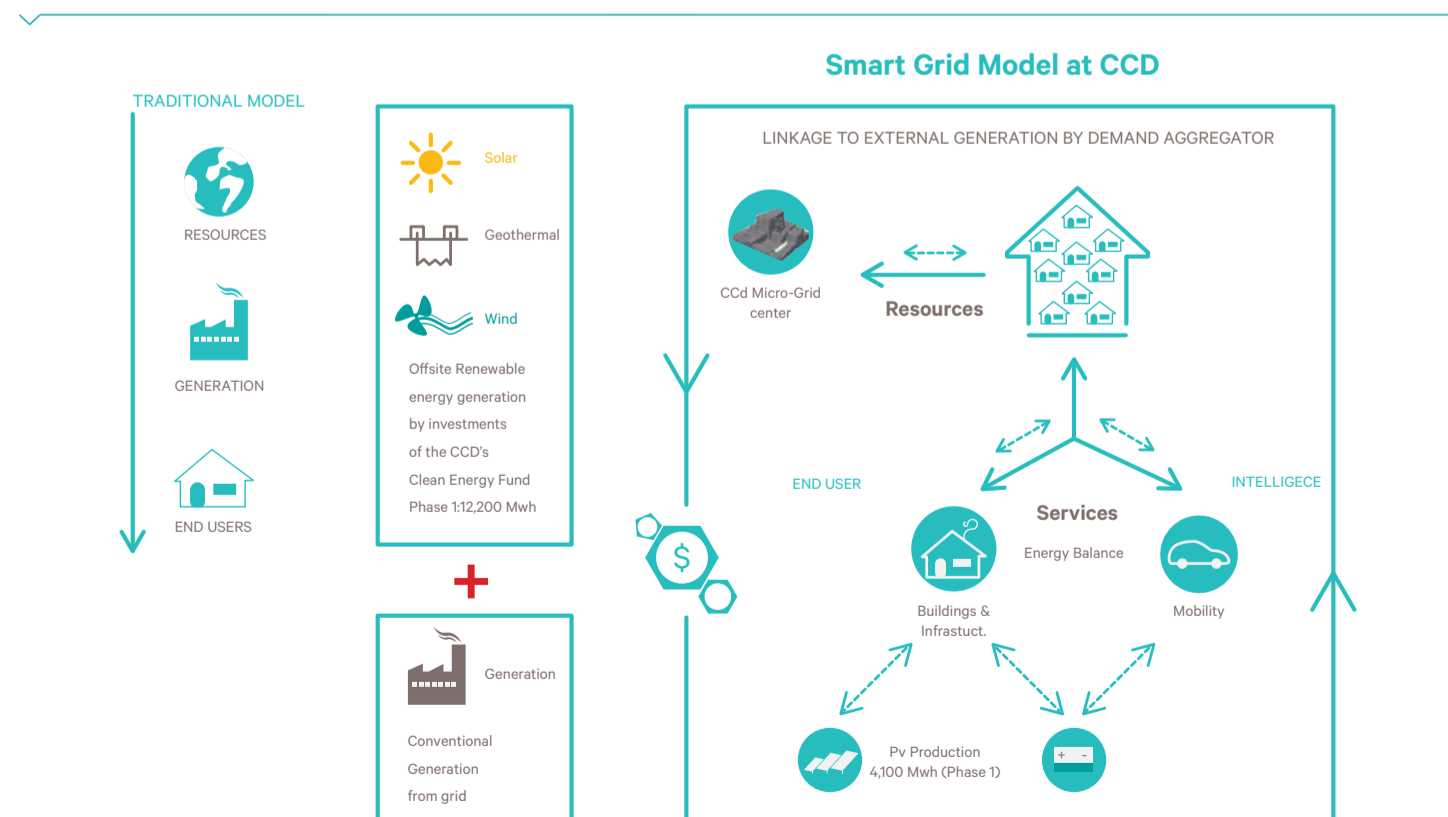 Smart Grid Model at CCD
TRADITIONAL MODEL
RESOURCES
GENERATION
END USERS
Solar
Geothermal
Wind
Offsite Renewable
energy generation
by investments
of the CCD's
Clean Energy Fund
Phase 1:12,200 Mwh
+
Generation
Conventional
Generation
from grid
LINKAGE TO EXTERNAL GENERATION BY DEMAND AGGREGATOR
CCd Micro-Grid
center
Resources
$
END USER
INTELLIGECE
Services
Energy Balance
Buildings &
Infrastuct.
Mobility
Pv Production
4,100 Mwh (Phase 1)
+ -